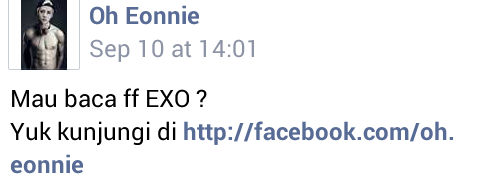 Oh Eonnie
Sep 10 at 14:01
Mau baca ff EXO ?
Yuk kunjungi di http://facebook.com/oh.
eonnie